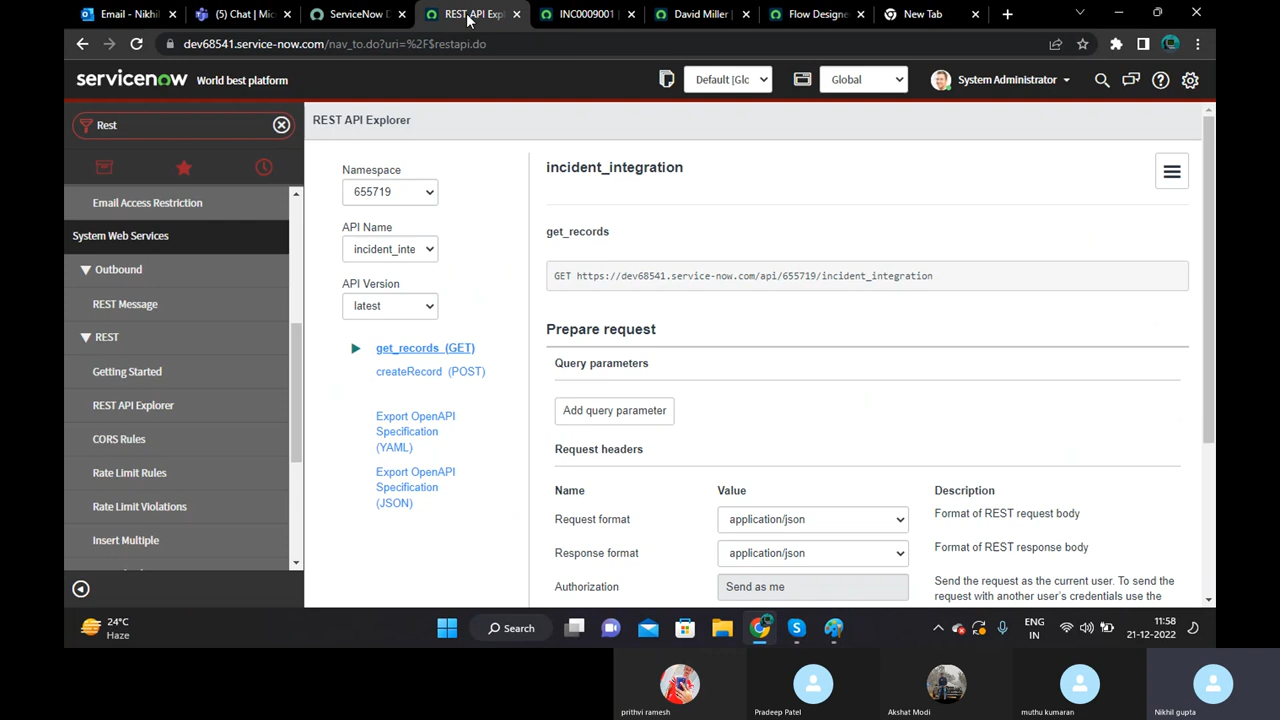 Email - Nikhil
(5) Chat | Mic
ServiceNow D
REST API Expl
INC0009001
David Miller |
Flow Designe
New Tab
dev68541.service-now.com/nav_to.do?uri=%2F$restapi.do
servicenow
World best platform
Default [Glc
Global
System Administrator
Rest
REST API Explorer
Email Access Restriction
System Web Services
Outbound
REST Message
REST
Getting Started
REST API Explorer
CORS Rules
Rate Limit Rules
Rate Limit Violations
Insert Multiple
Namespace
655719
API Name
incident_inte
API Version
latest
get_records (GET)
createRecord (POST)
Export OpenAPI
Specification
(YAML)
Export OpenAPI
Specification
(JSON)
incident_integration
get_records
GET https://dev68541.service-now.com/api/655719/incident_integration
Prepare request
Query parameters
Add query parameter
Request headers
Name
Value
Description
Request format
application/json
Format of REST request body
Response format
application/json
Format of REST response body
Authorization
Send as me
Send the request as the current user. To send the
request with another user's credentials use the
24°C
Haze
Search
ENG
IN
11:58
21-12-2022
prithvi ramesh
Pradeep Patel
Akshat Modi
muthu kumaran
Nikhil gupta